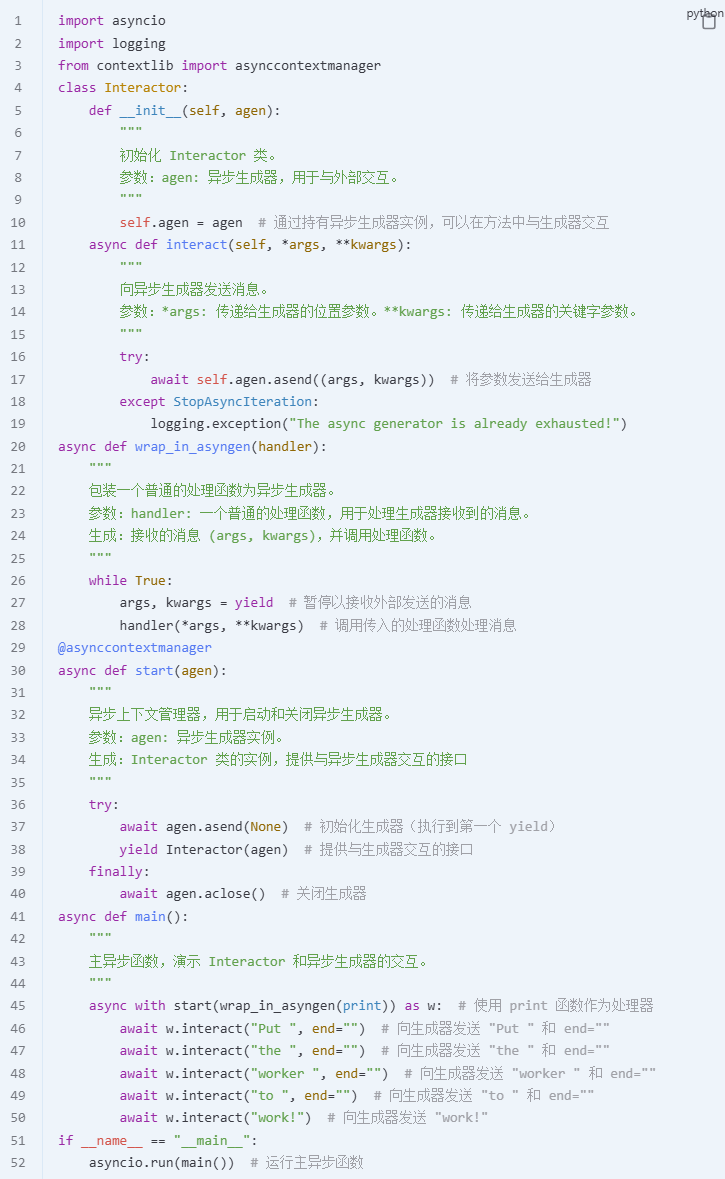 python
1 import asyncio
2 import logging
3 from contextlib import asynccontextmanager
4 class Interactor:
5     def __init__(self, agen):
6         """
7         初始化 Interactor 类。
8         参数：agen: 异步生成器，用于与外部交互。
9         """
10         self.agen = agen  # 通过持有异步生成器实例，可以在方法中与生成器交互
11     async def interact(self, *args, **kwargs):
12         """
13         向异步生成器发送消息。
14         参数：*args: 传递给生成器的位置参数。**kwargs: 传递给生成器的关键字参数。
15         """
16         try:
17             await self.agen.asend((args, kwargs))  # 将参数发送给生成器
18         except StopAsyncIteration:
19             logging.exception("The async generator is already exhausted!")
20 async def wrap_in_asyngen(handler):
21     """
22     包装一个普通的处理函数为异步生成器。
23     参数：handler: 一个普通的处理函数，用于处理生成器接收到的消息。
24     生成：接收的消息 (args, kwargs)，并调用处理函数。
25     """
26     while True:
27         args, kwargs = yield  # 暂停以接收外部发送的消息
28         handler(*args, **kwargs)  # 调用传入的处理函数处理消息
29 @asynccontextmanager
30 async def start(agen):
31     """
32     异步上下文管理器，用于启动和关闭异步生成器。
33     参数：agen: 异步生成器实例。
34     生成：Interactor 类的实例，提供与异步生成器交互的接口
35     """
36     try:
37         await agen.asend(None)  # 初始化生成器（执行到第一个 yield）
38         yield Interactor(agen)  # 提供与生成器交互的接口
39     finally:
40         await agen.aclose()  # 关闭生成器
41 async def main():
42     """
43     主异步函数，演示 Interactor 和异步生成器的交互。
44     """
45     async with start(wrap_in_asyngen(print)) as w:  # 使用 print 函数作为处理器
46         await w.interact("Put ", end="")  # 向生成器发送 "Put " 和 end=""
47         await w.interact("the ", end="")  # 向生成器发送 "the " 和 end=""
48         await w.interact("worker ", end="")  # 向生成器发送 "worker " 和 end=""
49         await w.interact("to ", end="")  # 向生成器发送 "to " 和 end=""
50         await w.interact("work!")  # 向生成器发送 "work!"
51 if __name__ == "__main__":
52     asyncio.run(main())  # 运行主异步函数